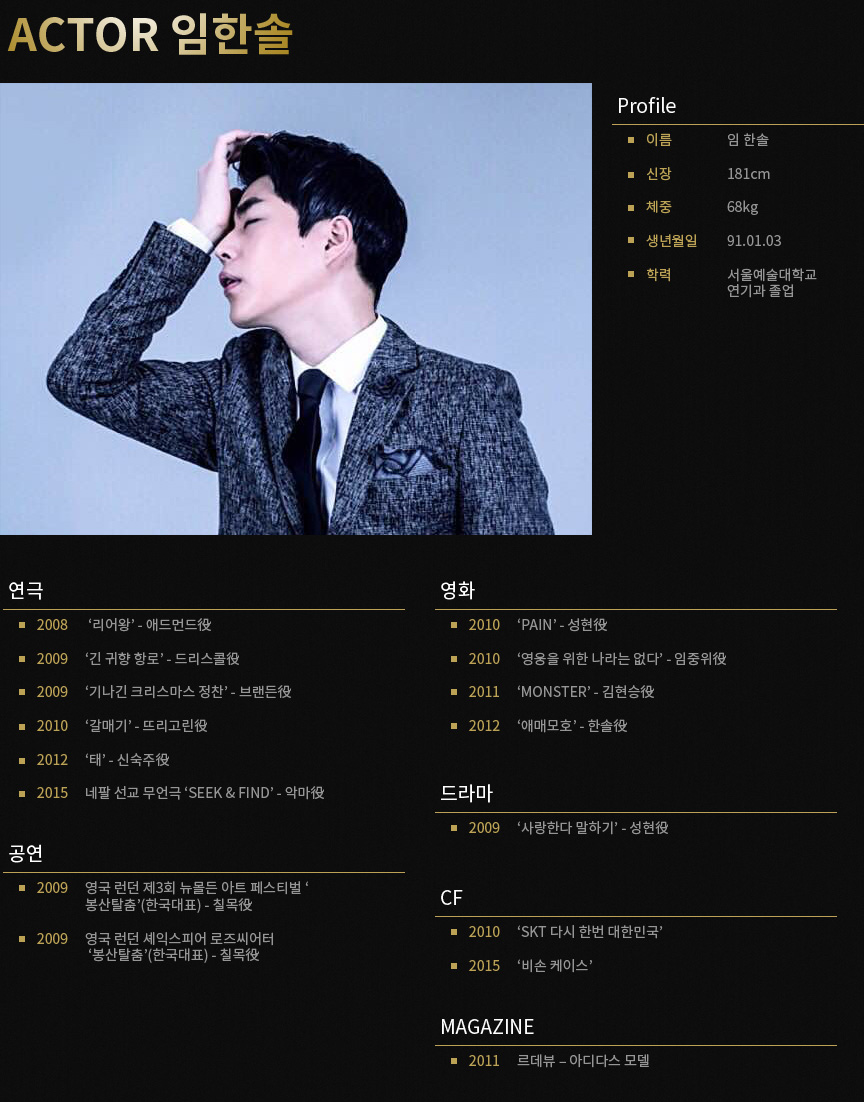 ACTOR 임한솔
Profile
이름 임 한솔
신장 181cm
체중 68kg
생년월일 91.01.03
학력 서울예술대학교
연기과 졸업
연극
2008 ‘리어왕’ - 애드먼드役
2009 ‘긴 귀향 항로’ - 드리스콜役
2009 ‘기나긴 크리스마스 정찬’ - 브랜든役
2010 ‘갈매기’ - 뜨리고린役
2012 ‘태’ - 신숙주役
2015 네팔 선교 무언극 ‘SEEK & FIND’ - 악마役
공연
2009 영국 런던 제3회 뉴몰든 아트 페스티벌 ‘
봉산탈춤’(한국대표) - 칠목役
2009 영국 런던 셰익스피어 로즈씨어터
‘봉산탈춤’(한국대표) - 칠목役
영화
2010 ‘PAIN’ - 성현役
2010 ‘영웅을 위한 나라는 없다’ - 임중위役
2011 ‘MONSTER’ - 김현승役
2012 ‘애매모호’ - 한솔役
드라마
2009 ‘사랑한다 말하기’ - 성현役
CF
2010 ‘SKT 다시 한번 대한민국’
2015 ‘비손 케이스’
MAGAZINE
2011 르데뷰 – 아디다스 모델